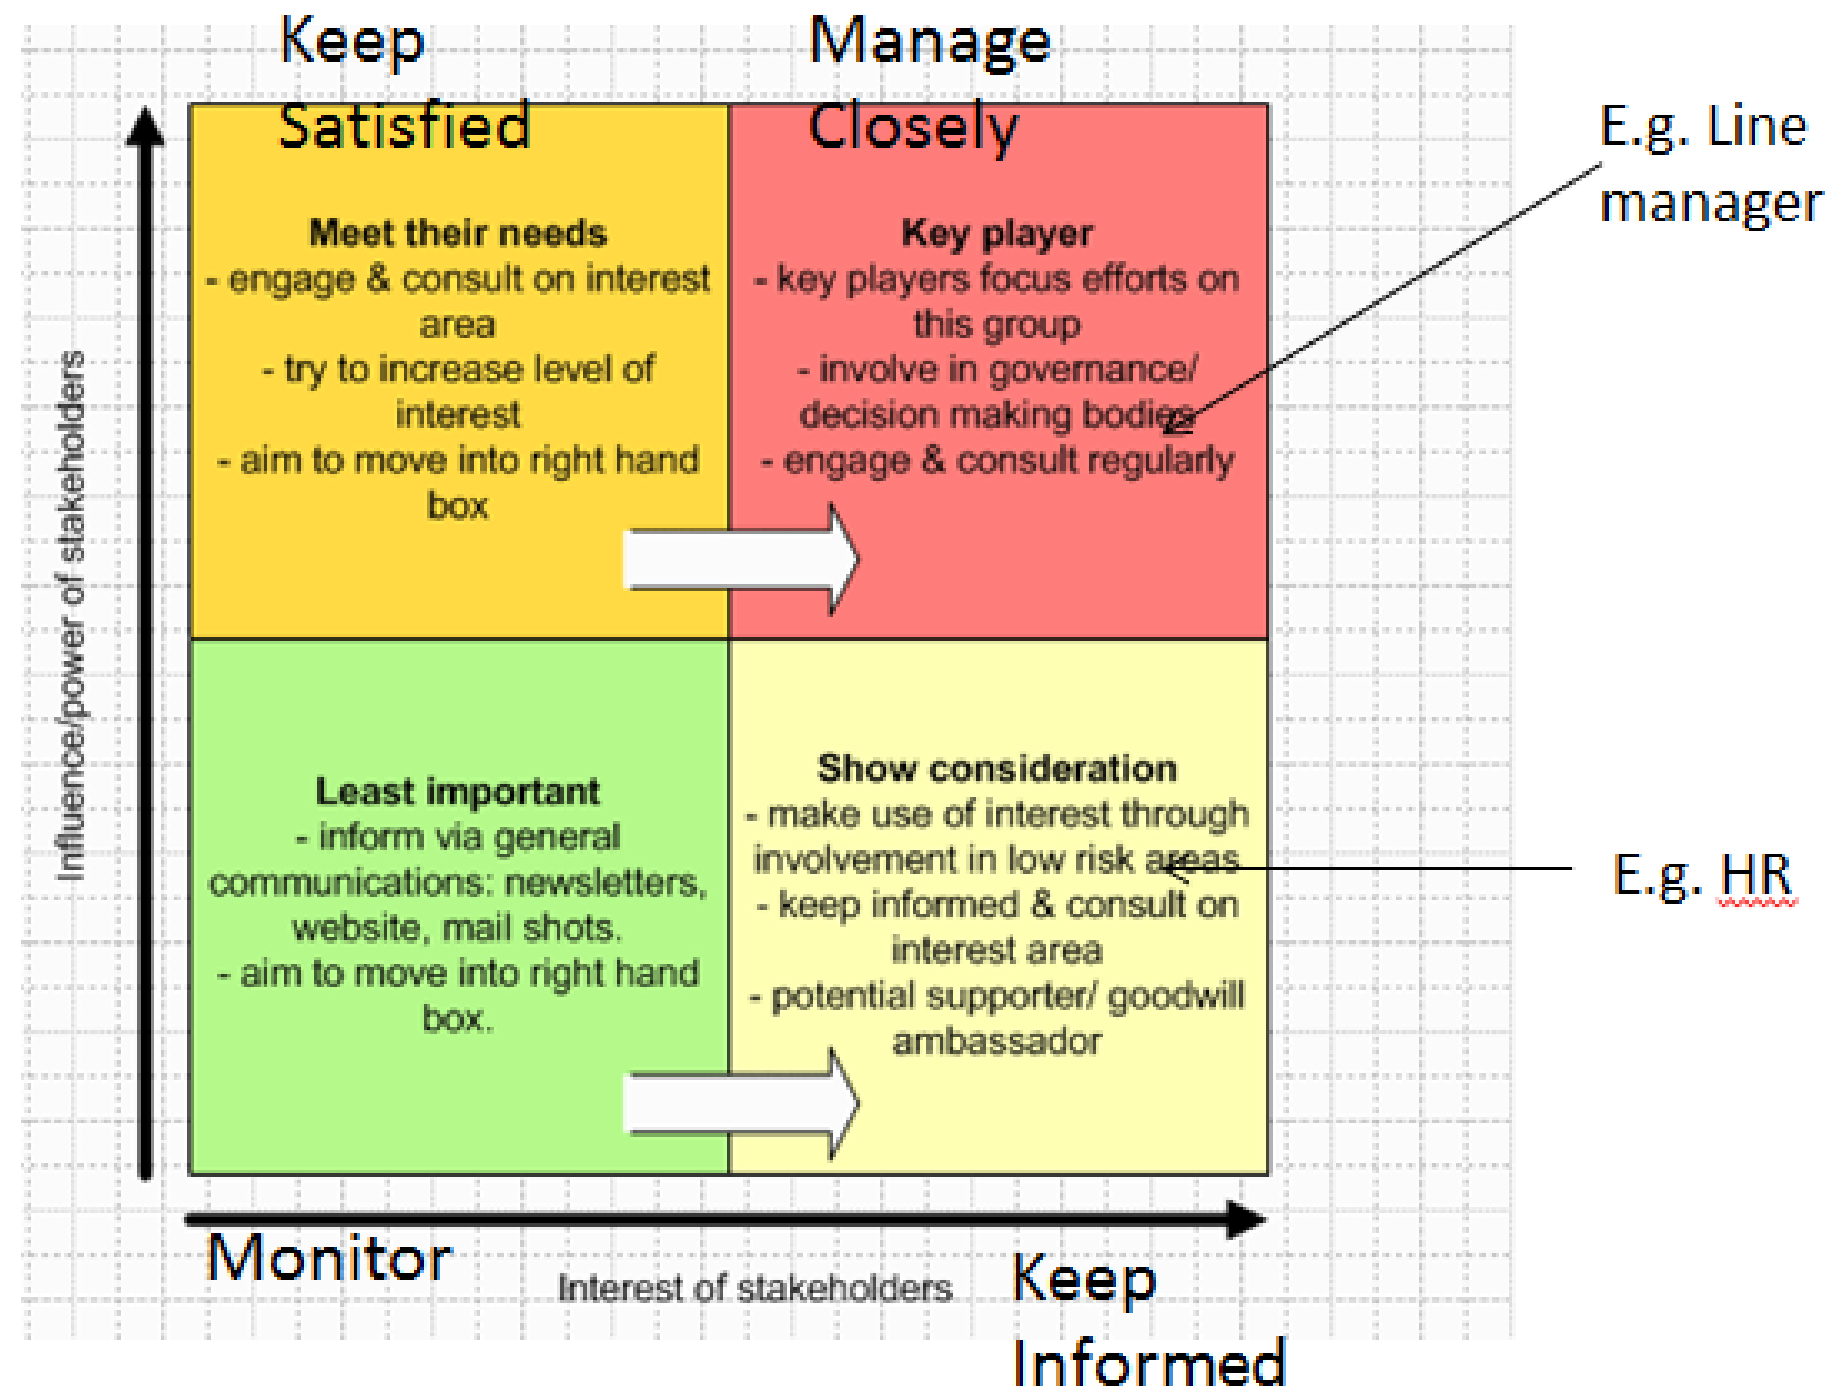 Keep
Satisfied
Manage
Closely
E.g. Line
manager
Influence/power of stakeholders
Meet their needs
- engage & consult on interest
area
- try to increase level of
interest
- aim to move into right hand
box
Key player
- key players focus efforts on
this group
- involve in governance/
decision making bodies
- engage & consult regularly
Least important
- inform via general
communications: newsletters,
website, mail shots.
- aim to move into right hand
box.
Show consideration
- make use of interest through
involvement in low risk areas
- keep informed & consult on
interest area
- potential supporter/ goodwill
ambassador
E.g. HR
Monitor
Interest of stakeholders
Keep
Informed